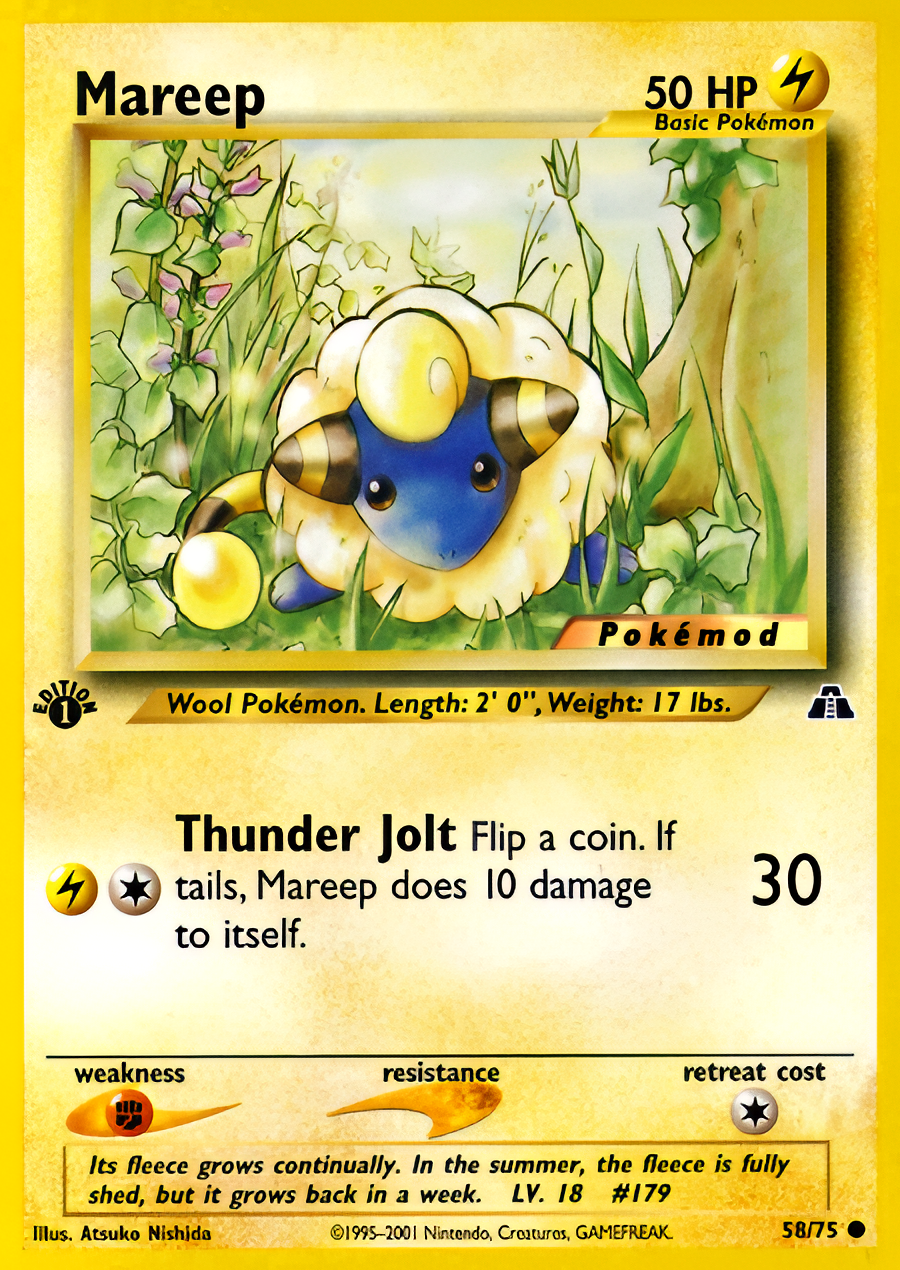 Mareep
50 HP
Basic Pokémon
Pokémod
EDITION
1
Wool Pokémon. Length: 2' 0", Weight: 17 lbs.
Thunder Jolt Flip a coin. If
tails, Mareep does 10 damage
to itself.
30
weakness
resistance
retreat cost
Its fleece grows continually. In the summer, the fleece is fully
shed, but it grows back in a week. LV. 18 #179
Illus. Atsuko Nishida
©1995-2001 Nintendo, Creatures, GAMEFREAK.
58/75